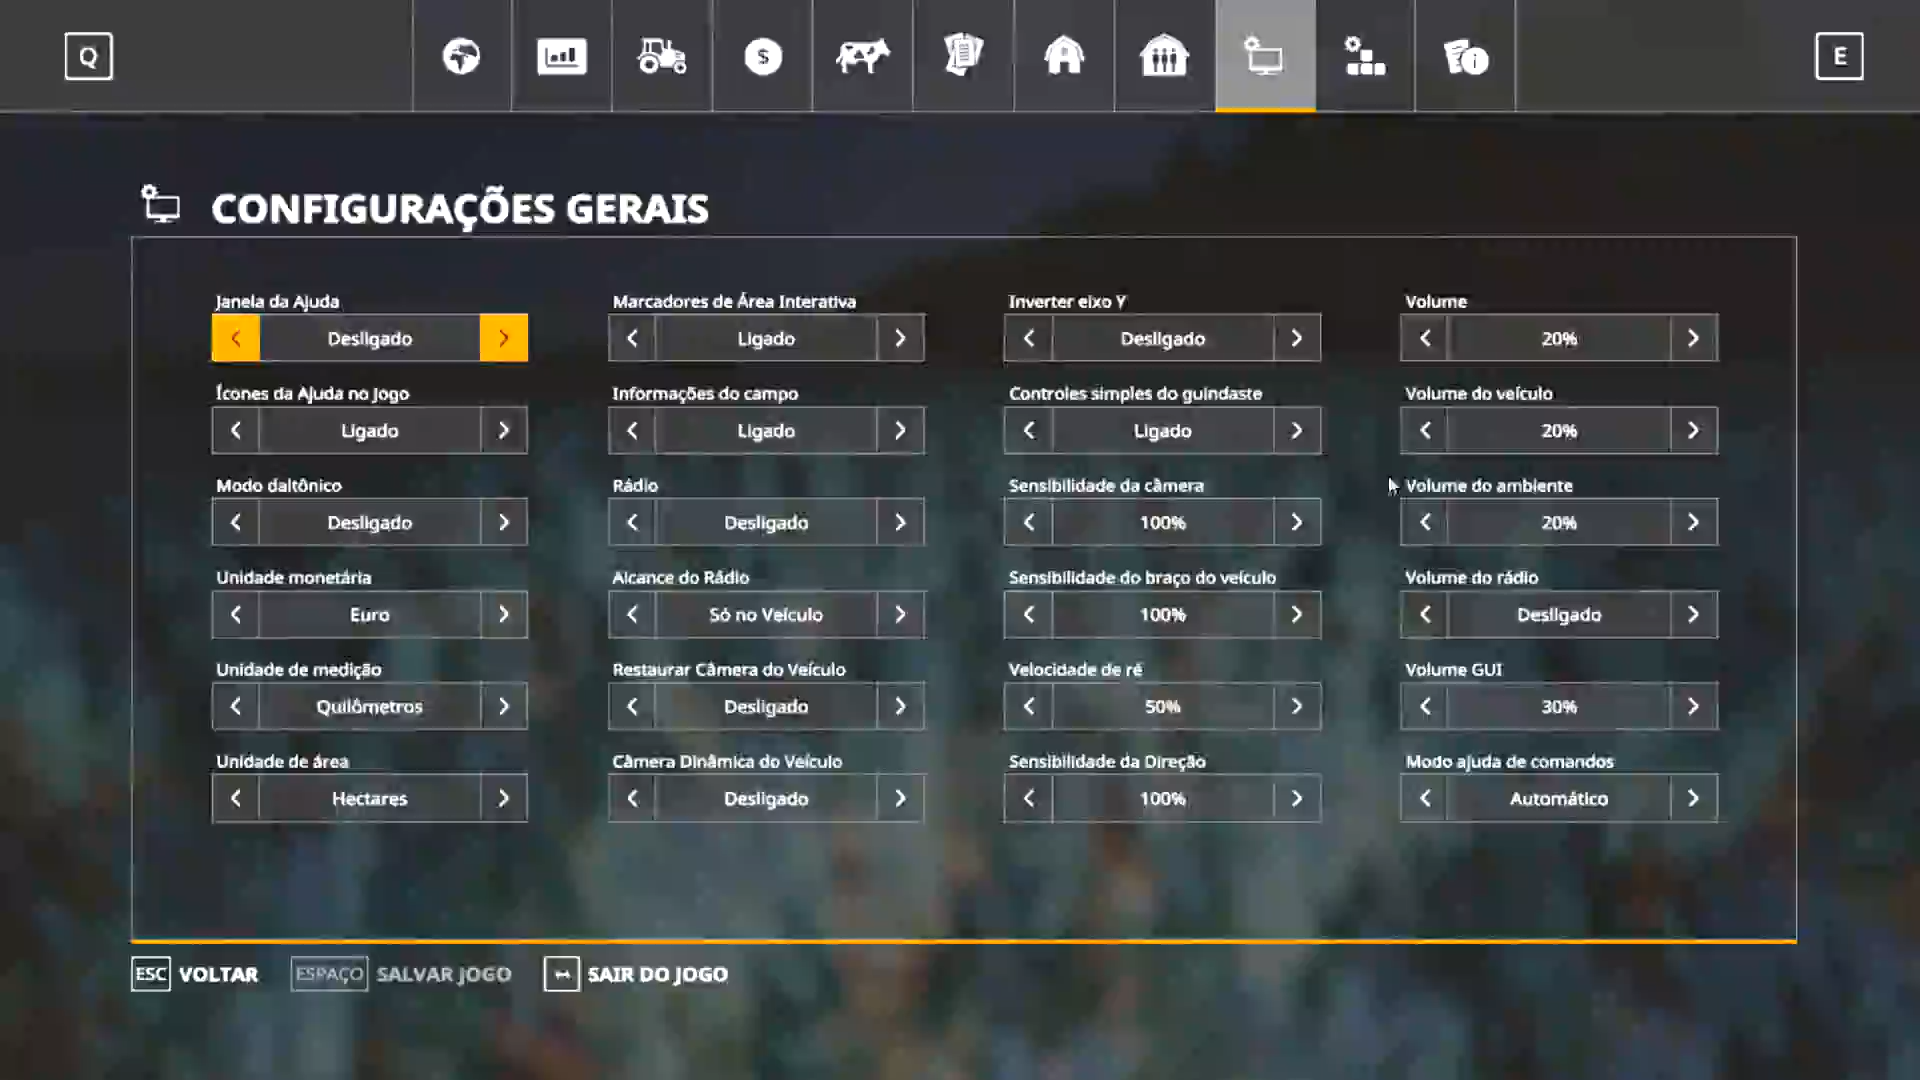 Q
E
CONFIGURAÇÕES GERAIS
Janela da Ajuda
Desligado
Ícones da Ajuda no Jogo
Ligado
Modo daltônico
Desligado
Unidade monetária
Euro
Unidade de medição
Quilômetros
Unidade de área
Hectares
Marcadores de Área Interativa
Ligado
Informações do campo
Ligado
Rádio
Desligado
Alcance do Rádio
Só no Veículo
Restaurar Câmera do Veículo
Desligado
Câmera Dinâmica do Veículo
Desligado
Inverter eixo Y
Desligado
Controles simples do guindaste
Ligado
Sensibilidade da câmera
100%
Sensibilidade do braço do veículo
100%
Velocidade de ré
50%
Sensibilidade da Direção
100%
Volume
20%
Volume do veículo
20%
Volume do ambiente
20%
Volume do rádio
Desligado
Volume GUI
30%
Modo ajuda de comandos
Automático
ESC VOLTAR ESPAÇO SALVAR JOGO SAIR DO JOGO